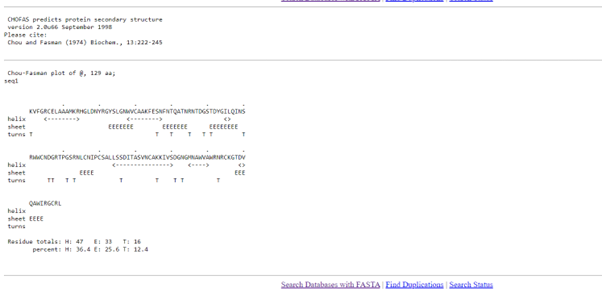 CHOFAS predicts protein secondary structure
version 2.0u66 September 1998
Please cite:
Chou and Fasman (1974) Biochem., 13:222-245
Chou-Fasman plot of @, 129 aa;
seq1
. . . . . .
KVFGRCELAAAMKRHGLDNYRGYSLGNWVCAAKFESNFNTQATNRNTDGSTDYGILQINS
helix <--------> <--------> <>
sheet EEEEEEE EEEEEEE EEEEEEEE
turns T T T T T T T
. . . . . .
RWWCNDGRTPGSRNLCNIPCSALLSSDITASVNCAKKIVSDGNGMNAWVAWRNRCKGTDV
helix <---------------> <----> <>
sheet EEEE EEE
turns TT T T T T T T T
QAWIRGCRL
helix
sheet EEEE
turns
Residue totals: H: 47 E: 33 T: 16
percent: H: 36.4 E: 25.6 T: 12.4
Search Databases with FASTA | Find Duplications | Search Status